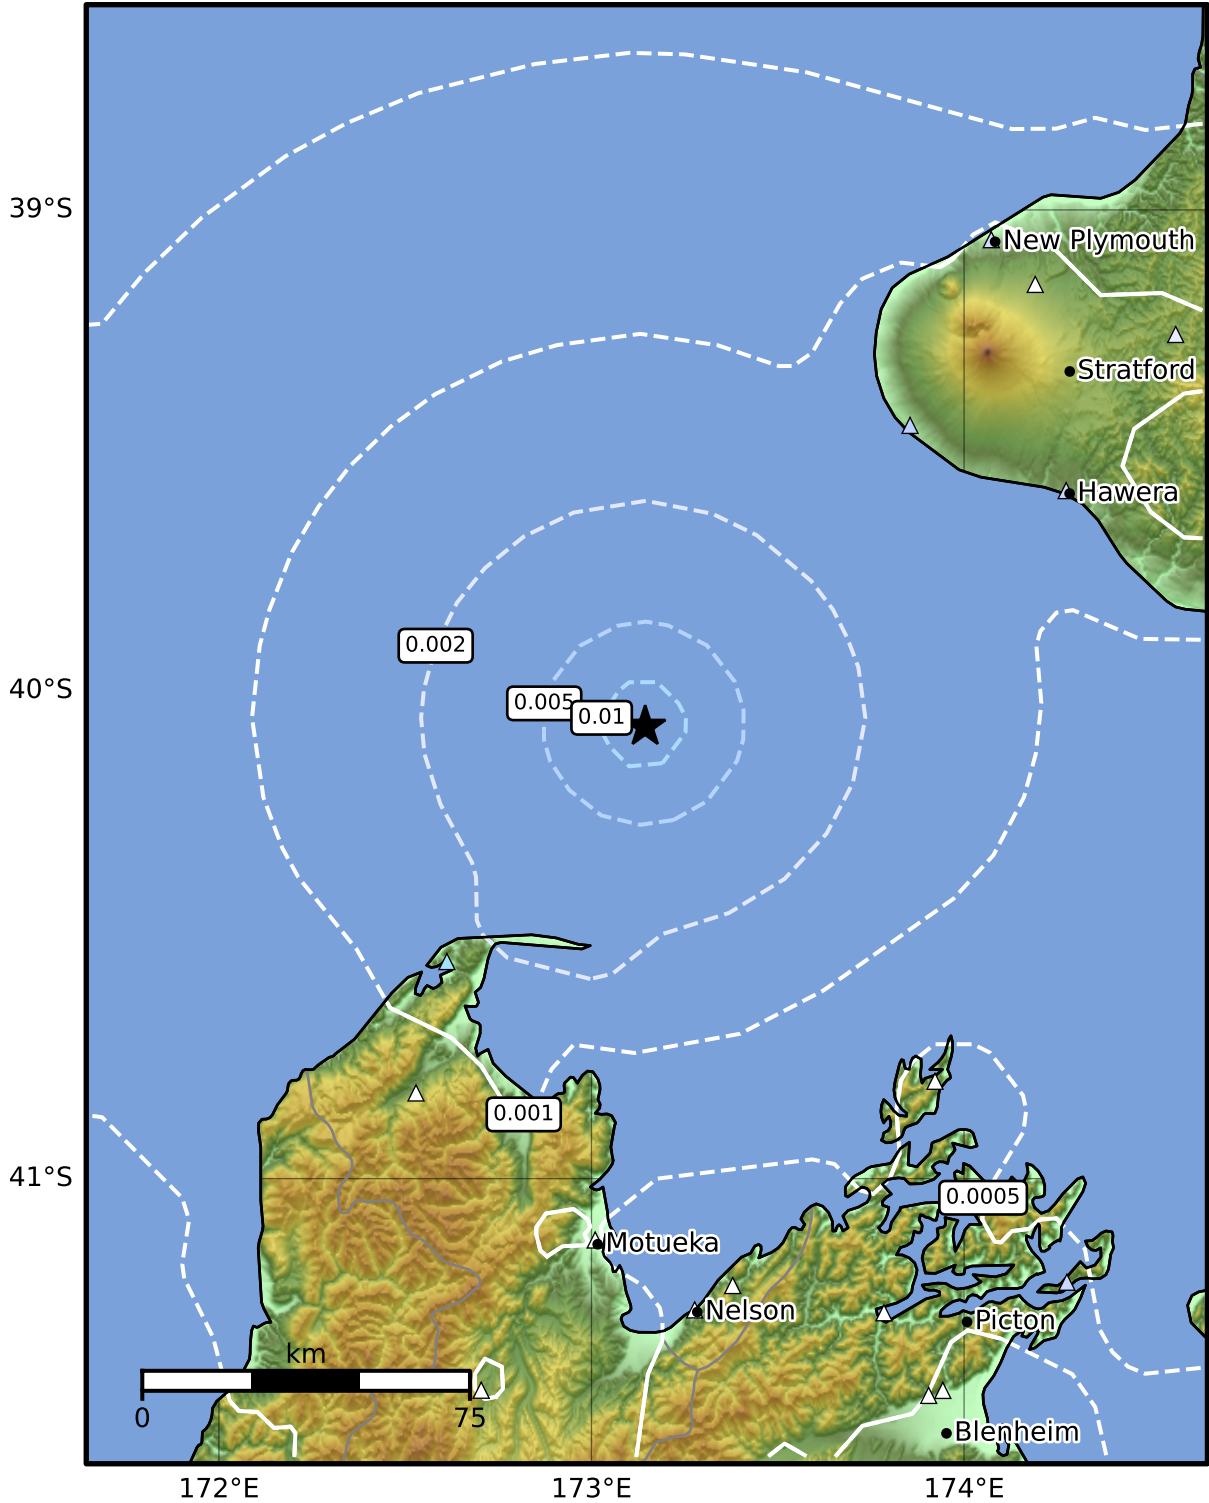 39°S
New Plymouth
Stratford
Hawera
0.002
40°S
0.005
0.01
0.001
41°S
0.0005
Motueka
Nelson
Picton
km
0
75
Blenheim
172°E
173°E
174°E